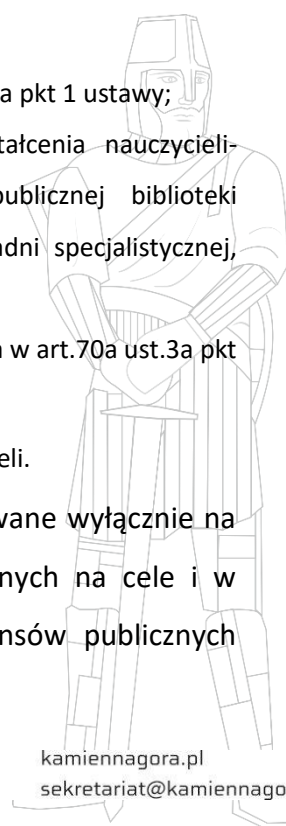 a pkt 1 ustawy;
tałcenia nauczycieli-
publicznej biblioteki
dni specjalistycznej,
w art.70a ust.3a pkt
eli.
wane wyłącznie na
nych na cele i w
nsów publicznych
kamiennagora.pl
sekretariat@kamiennago